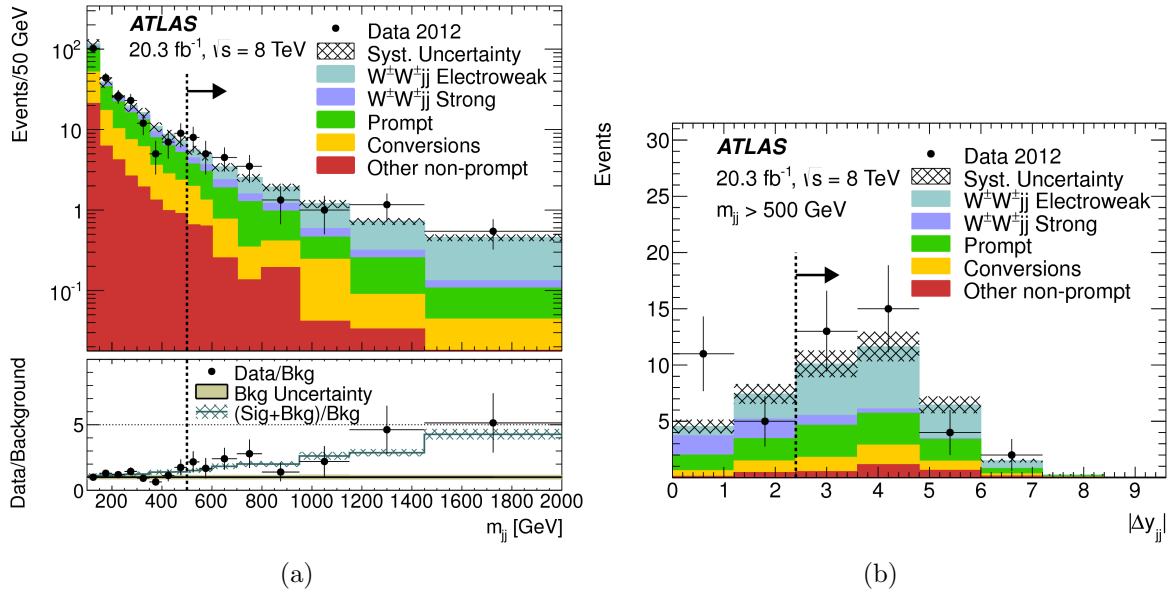 Events/50 GeV
10²
10
1
10⁻¹
ATLAS
20.3 fb⁻¹, √s = 8 TeV
Data 2012
Syst. Uncertainty
W±W±jj Electroweak
W±W±jj Strong
Prompt
Conversions
Other non-prompt
Data/Background
5
0
Data/Bkg
Bkg Uncertainty
(Sig+Bkg)/Bkg
200 400 600 800 1000 1200 1400 1600 1800 2000
m_jj [GeV]
(a)
Events
30
25
20
15
10
5
ATLAS
20.3 fb⁻¹, √s = 8 TeV
m_jj > 500 GeV
Data 2012
Syst. Uncertainty
W±W±jj Electroweak
W±W±jj Strong
Prompt
Conversions
Other non-prompt
0 1 2 3 4 5 6 7 8 9
|Δy_jj|
(b)